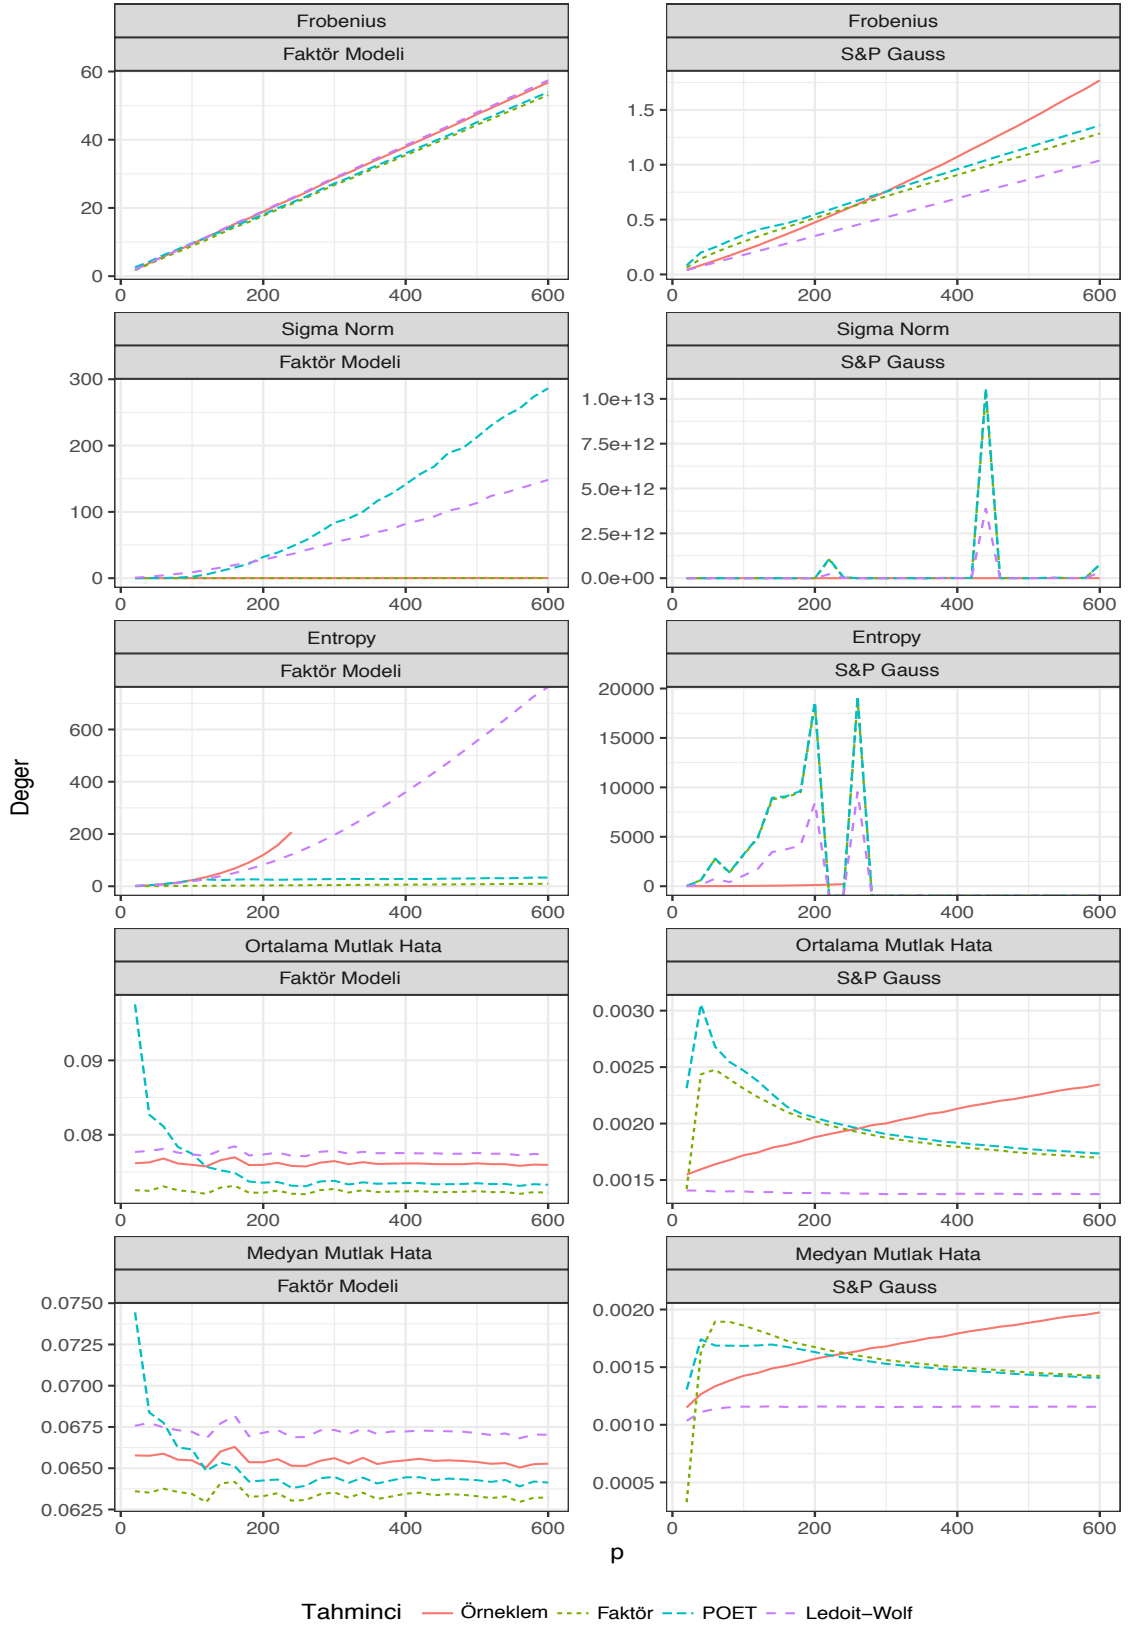 Frobenius
Faktör Modeli
60
40
20
0
0 200 400 600
Frobenius
S&P Gauss
1.5
1.0
0.5
0.0
0 200 400 600
Sigma Norm
Faktör Modeli
300
200
100
0
0 200 400 600
Sigma Norm
S&P Gauss
1.0e+13
7.5e+12
5.0e+12
2.5e+12
0.0e+00
0 200 400 600
Entropy
Faktör Modeli
600
400
200
0
0 200 400 600
Entropy
S&P Gauss
20000
15000
10000
5000
0
0 200 400 600
Ortalama Mutlak Hata
Faktör Modeli
0.09
0.08
0 200 400 600
Ortalama Mutlak Hata
S&P Gauss
0.0030
0.0025
0.0020
0.0015
0 200 400 600
Medyan Mutlak Hata
Faktör Modeli
0.0750
0.0725
0.0700
0.0675
0.0650
0.0625
0 200 400 600
Medyan Mutlak Hata
S&P Gauss
0.0020
0.0015
0.0010
0.0005
0 200 400 600
Deger
p
Tahminci Örneklem Faktör POET Ledoit−Wolf